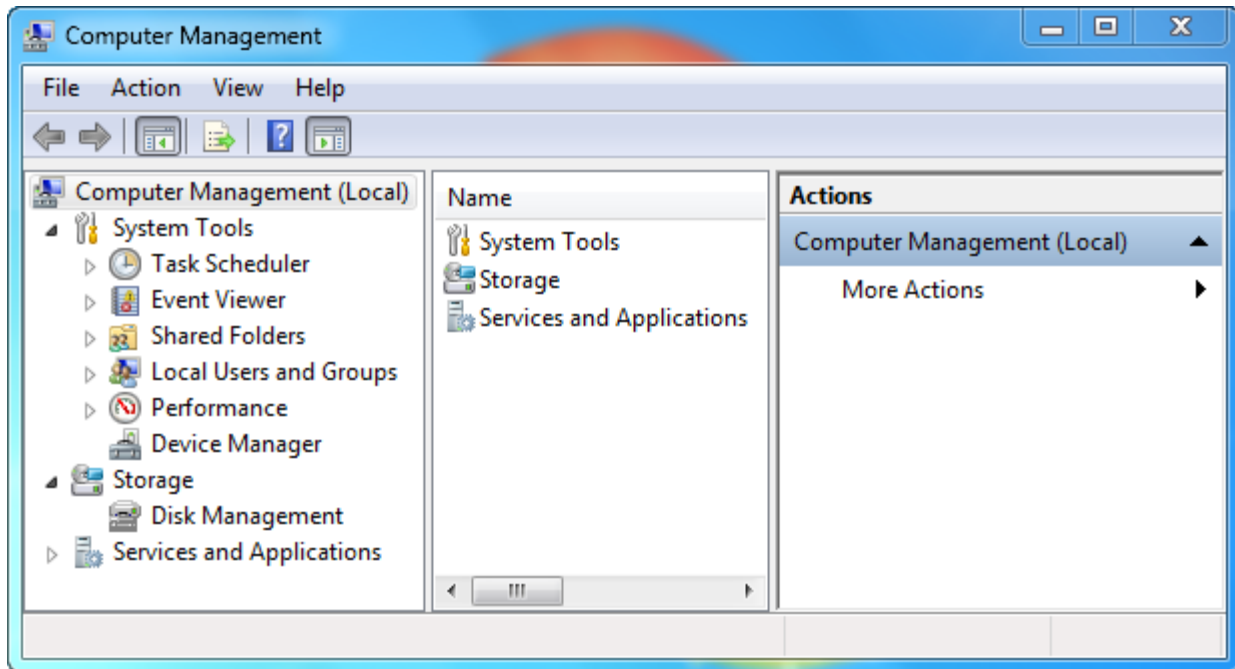 Computer Management
File Action View Help
Computer Management (Local)
System Tools
Task Scheduler
Event Viewer
Shared Folders
Local Users and Groups
Performance
Device Manager
Storage
Disk Management
Services and Applications
Name
System Tools
Storage
Services and Applications
Actions
Computer Management (Local)
More Actions